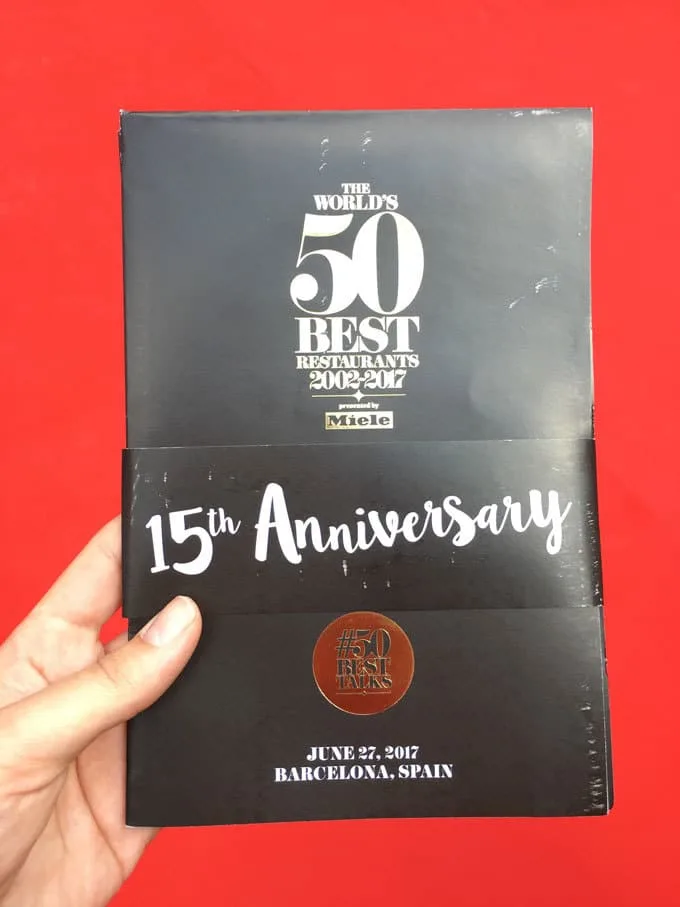 THE
WORLD'S
50
BEST
RESTAURANTS
2002-2017
presented by
Miele
15th Anniversary
#50
BEST
TALKS
JUNE 27, 2017
BARCELONA, SPAIN